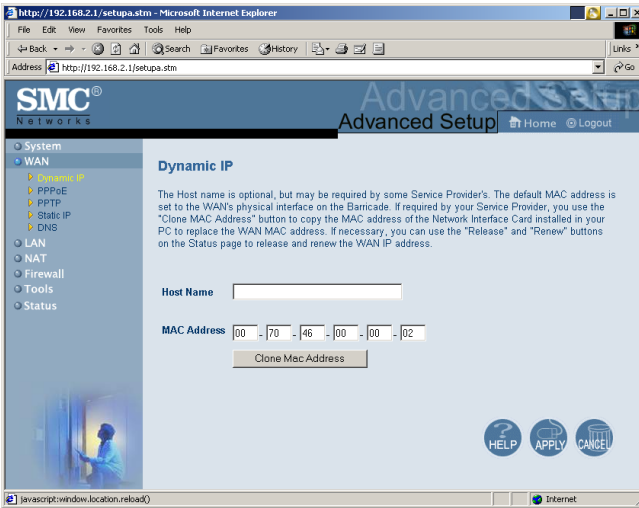 http://192.168.2.1/setupa.stm - Microsoft Internet Explorer
File Edit View Favorites Tools Help
Back Search Favorites History Links
Address http://192.168.2.1/setupa.stm Go
SMC®
Networks
Advanced Setup
Advanced Setup
Home Logout
System
WAN
Dynamic IP
PPPoE
PPTP
Static IP
DNS
LAN
NAT
Firewall
Tools
Status
Dynamic IP
The Host name is optional, but may be required by some Service Provider's. The default MAC address is
set to the WAN's physical interface on the Barricade. If required by your Service Provider, you use the
"Clone MAC Address" button to copy the MAC address of the Network Interface Card installed in your
PC to replace the WAN MAC address. If necessary, you can use the "Release" and "Renew" buttons
on the Status page to release and renew the WAN IP address.
Host Name
MAC Address 00 - 70 - 46 - 00 - 00 - 02
Clone Mac Address
HELP APPLY CANCEL
javascript:window.location.reload()
Internet